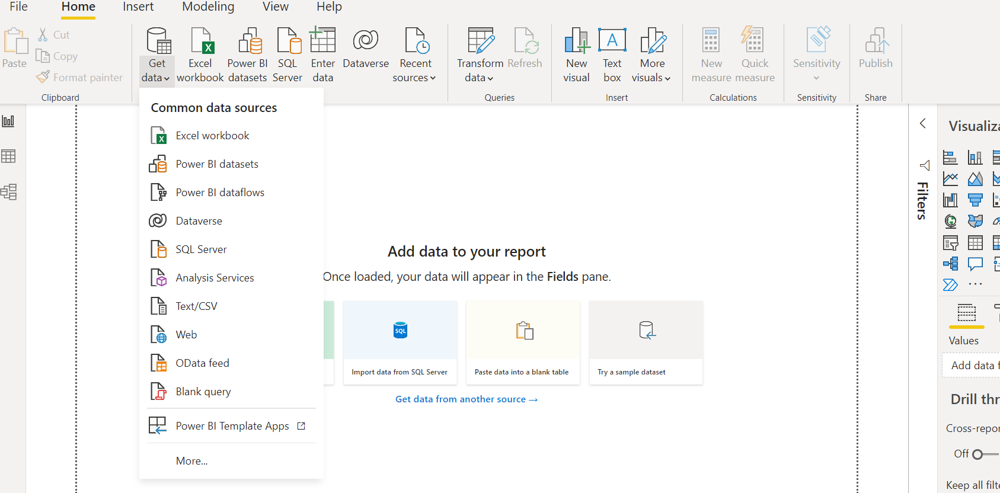 File Home Insert Modeling View Help
Paste
Cut
Copy
Format painter
Clipboard
Get
data
Excel
workbook
Power BI
datasets
SQL
Server
Enter
data
Dataverse
Recent
sources
Transform
data
Refresh
Queries
New
visual
A
Text
box
More
visuals
Insert
New
measure
Quick
measure
Calculations
Sensitivity
Sensitivity
Publish
Share
Common data sources
Excel workbook
Power BI datasets
Power BI dataflows
Dataverse
SQL Server
Analysis Services
Text/CSV
Web
OData feed
Blank query
Power BI Template Apps
More...
Add data to your report
Once loaded, your data will appear in the Fields pane.
SQL
Import data from SQL Server
Paste data into a blank table
Try a sample dataset
Get data from another source →
Filters
Visualiza
Values
Add data f
Drill thr
Cross-repor
Off
Keep all filte